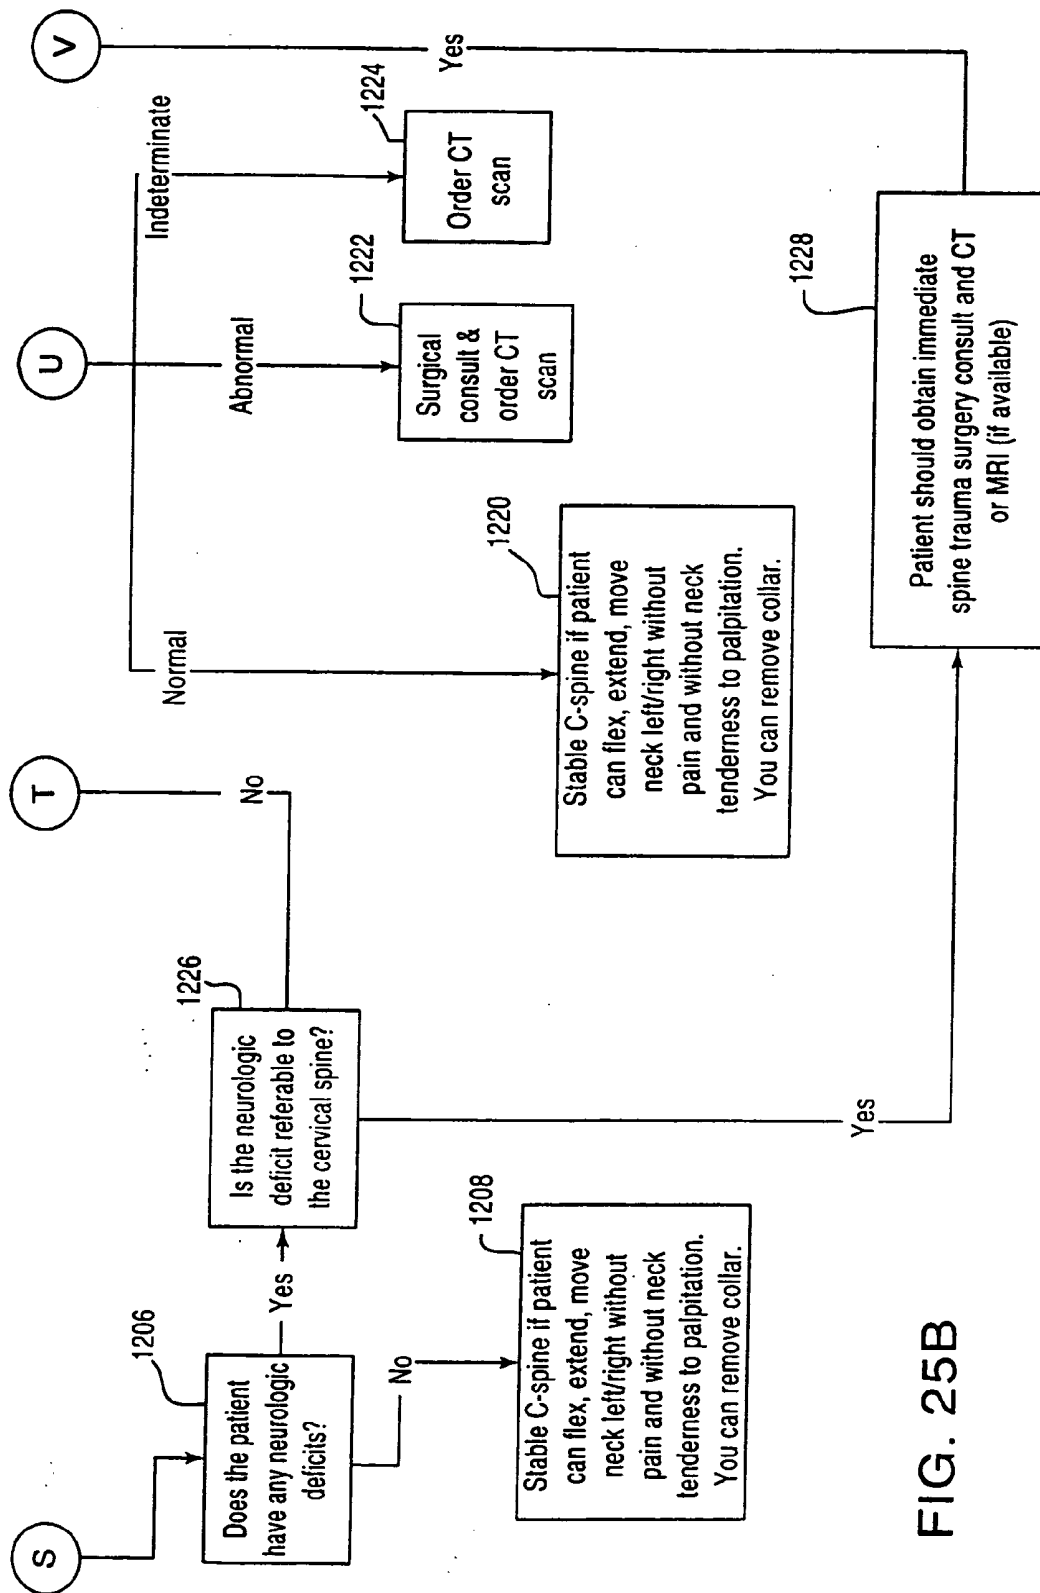 S
1206
Does the patient
have any neurologic
deficits?
Yes
No
1208
Stable C-spine if patient
can flex, extend, move
neck left/right without
pain and without neck
tenderness to palpitation.
You can remove collar.
1226
Is the neurologic
deficit referable to
the cervical spine?
T
No
Yes
U
Normal
Abnormal
Indeterminate
1220
Stable C-spine if patient
can flex, extend, move
neck left/right without
pain and without neck
tenderness to palpitation.
You can remove collar.
1222
Surgical
consult &
order CT
scan
1224
Order CT
scan
V
Yes
1228
Patient should obtain immediate
spine trauma surgery consult and CT
or MRI (if available)
FIG. 25B